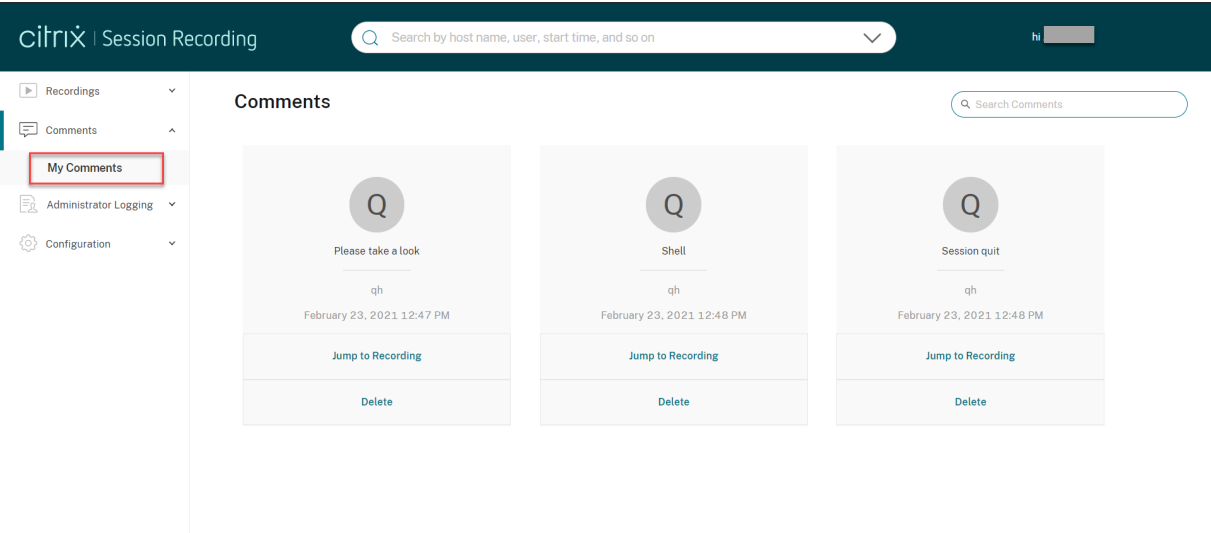 citrix | Session Recording
Search by host name, user, start time, and so on
hi
Recordings
Comments
My Comments
Administrator Logging
Configuration
Comments
Search Comments
Q
Please take a look
qh
February 23, 2021 12:47 PM
Jump to Recording
Delete
Q
Shell
qh
February 23, 2021 12:48 PM
Jump to Recording
Delete
Q
Session quit
qh
February 23, 2021 12:48 PM
Jump to Recording
Delete